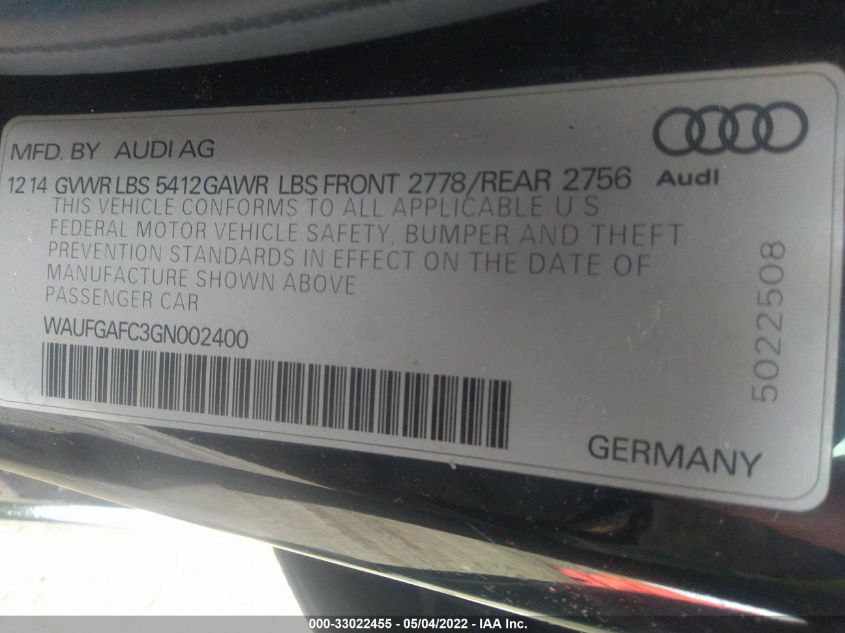 MFD. BY AUDI AG
12 14 GVWR LBS 5412 GAWR LBS FRONT 2778/REAR 2756
Audi
THIS VEHICLE CONFORMS TO ALL APPLICABLE U S
FEDERAL MOTOR VEHICLE SAFETY, BUMPER AND THEFT
PREVENTION STANDARDS IN EFFECT ON THE DATE OF
MANUFACTURE SHOWN ABOVE
PASSENGER CAR
WAUFGAFC3GN002400
50225508
GERMANY
000-33022455 - 05/04/2022 - IAA Inc.